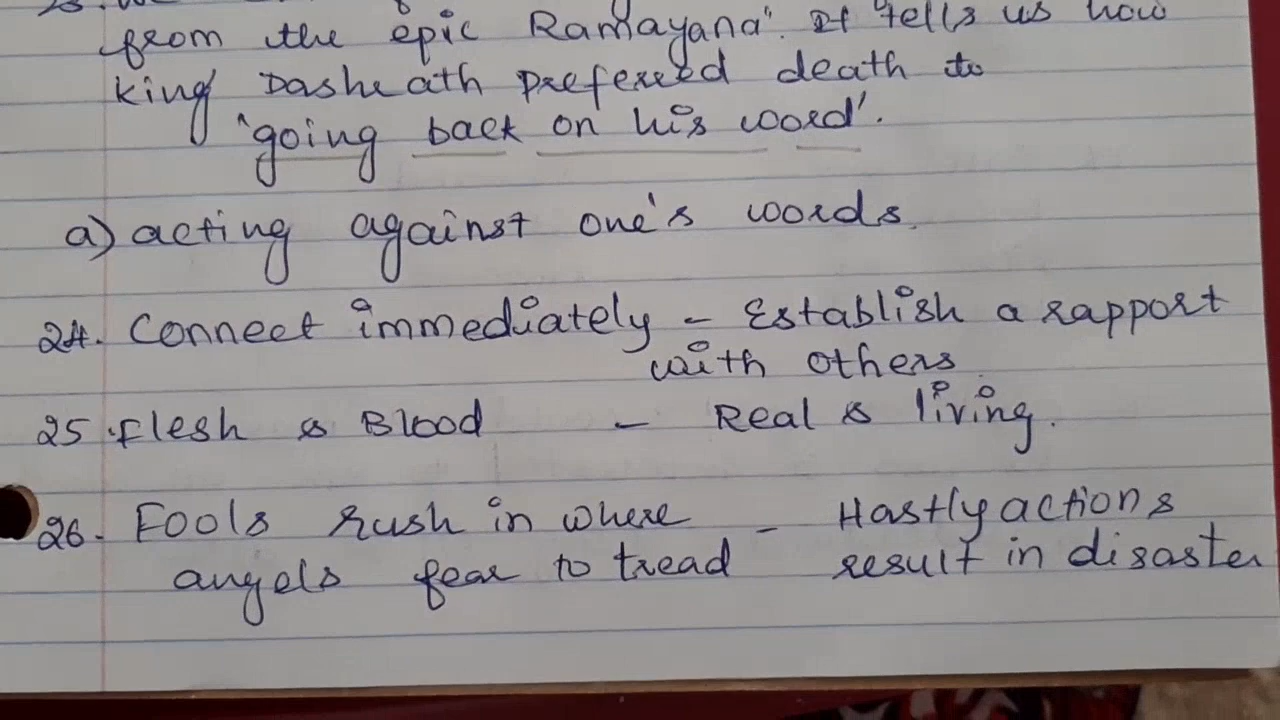 from the epic Ramayana". It tells us how
king Dasheath preferred death to
'going back on his word'.
a) acting against one's words.
24. Connect immediately - Establish a rapport
with others.
25. Flesh & Blood - Real & living.
26. Fools rush in where - Hastly actions
angels fear to tread result in disaster